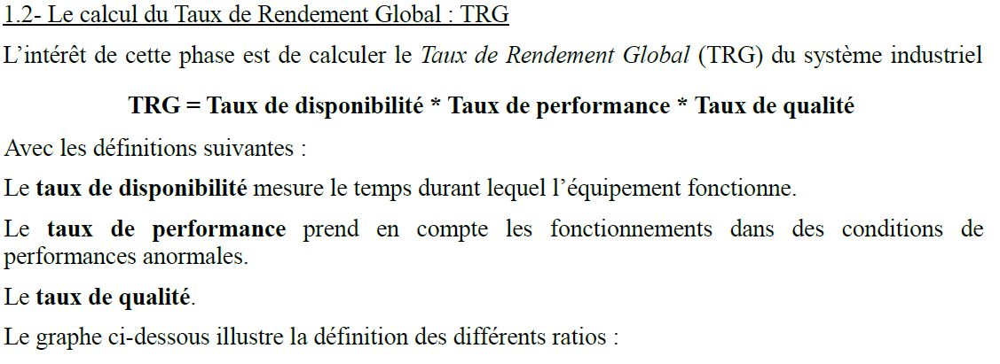 1.2- Le calcul du Taux de Rendement Global : TRG
L’intérêt de cette phase est de calculer le Taux de Rendement Global (TRG) du système industriel
TRG = Taux de disponibilité * Taux de performance * Taux de qualité
Avec les définitions suivantes :
Le taux de disponibilité mesure le temps durant lequel l’équipement fonctionne.
Le taux de performance prend en compte les fonctionnements dans des conditions de
performances anormales.
Le taux de qualité.
Le graphe ci-dessous illustre la définition des différents ratios :